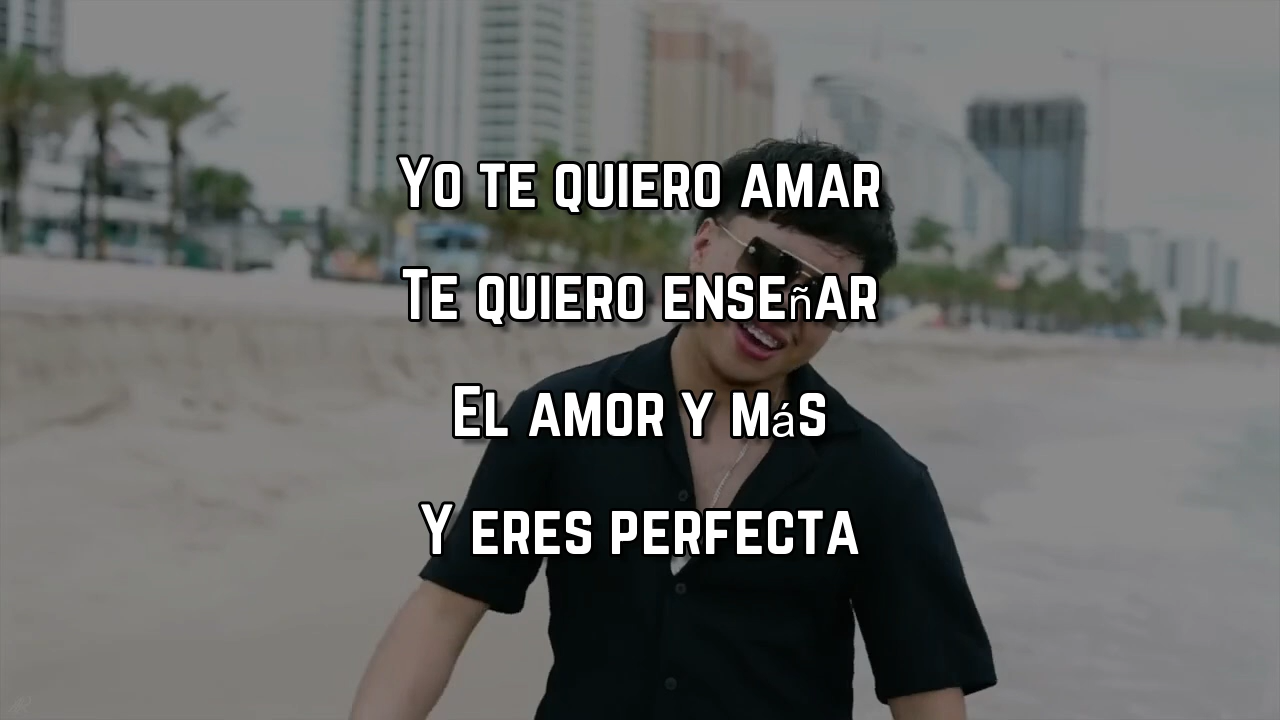 Yo te quiero amar
Te quiero enseñar
El amor y más
Y eres perfecta